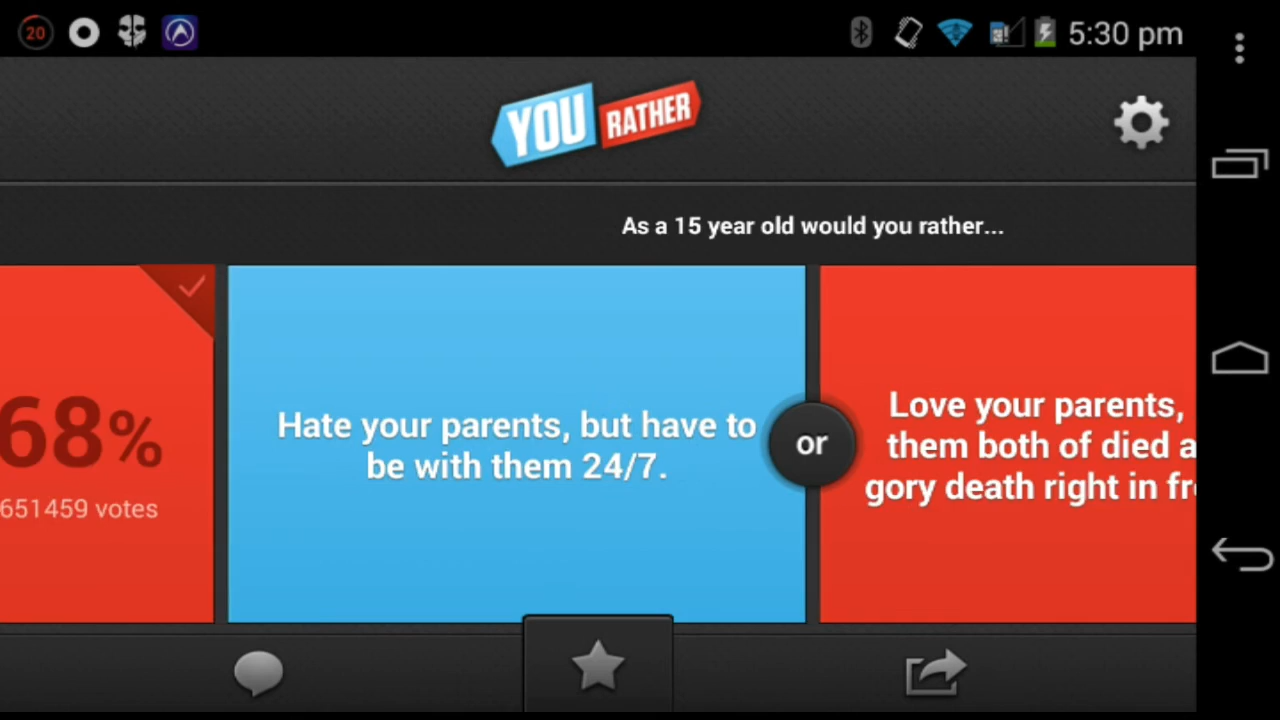 20
5:30 pm
YOU RATHER
As a 15 year old would you rather...
68%
651459 votes
Hate your parents, but have to
be with them 24/7.
or
Love your parents,
them both of died a
gory death right in fr